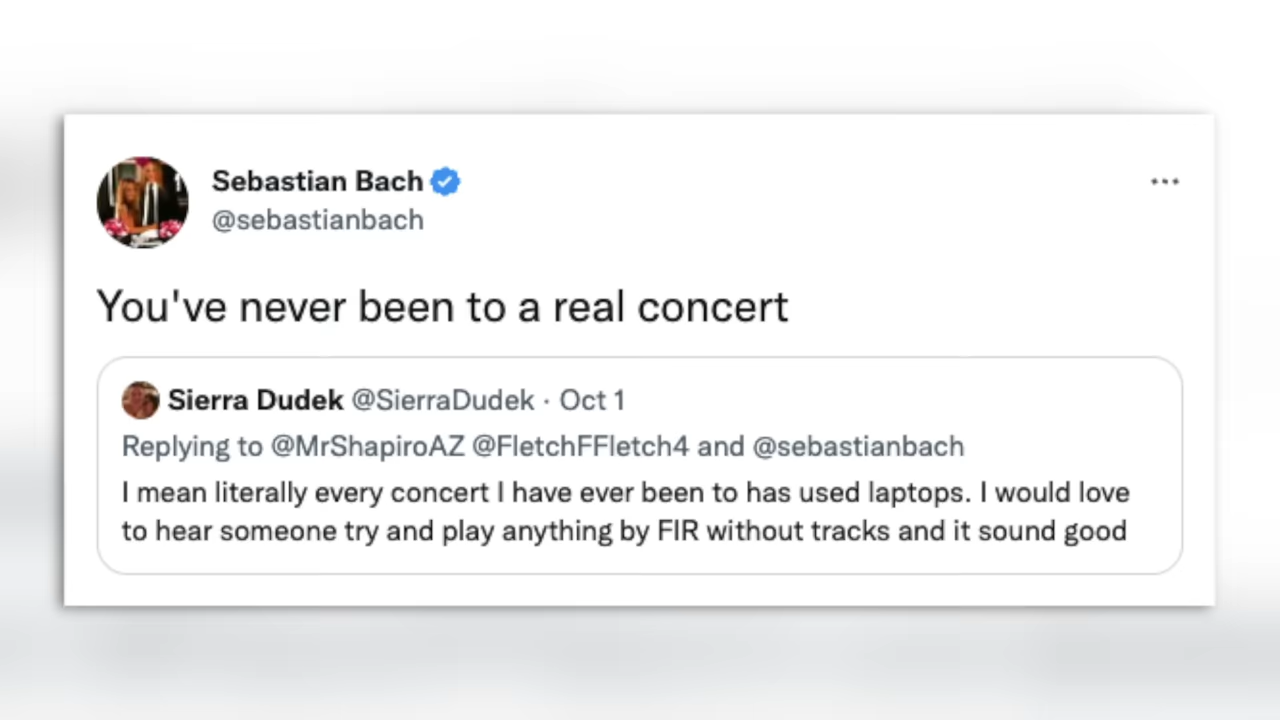 Sebastian Bach
@sebastianbach
You've never been to a real concert
Sierra Dudek @SierraDudek · Oct 1
Replying to @MrShapiroAZ @FletchFFletch4 and @sebastianbach
I mean literally every concert I have ever been to has used laptops. I would love
to hear someone try and play anything by FIR without tracks and it sound good